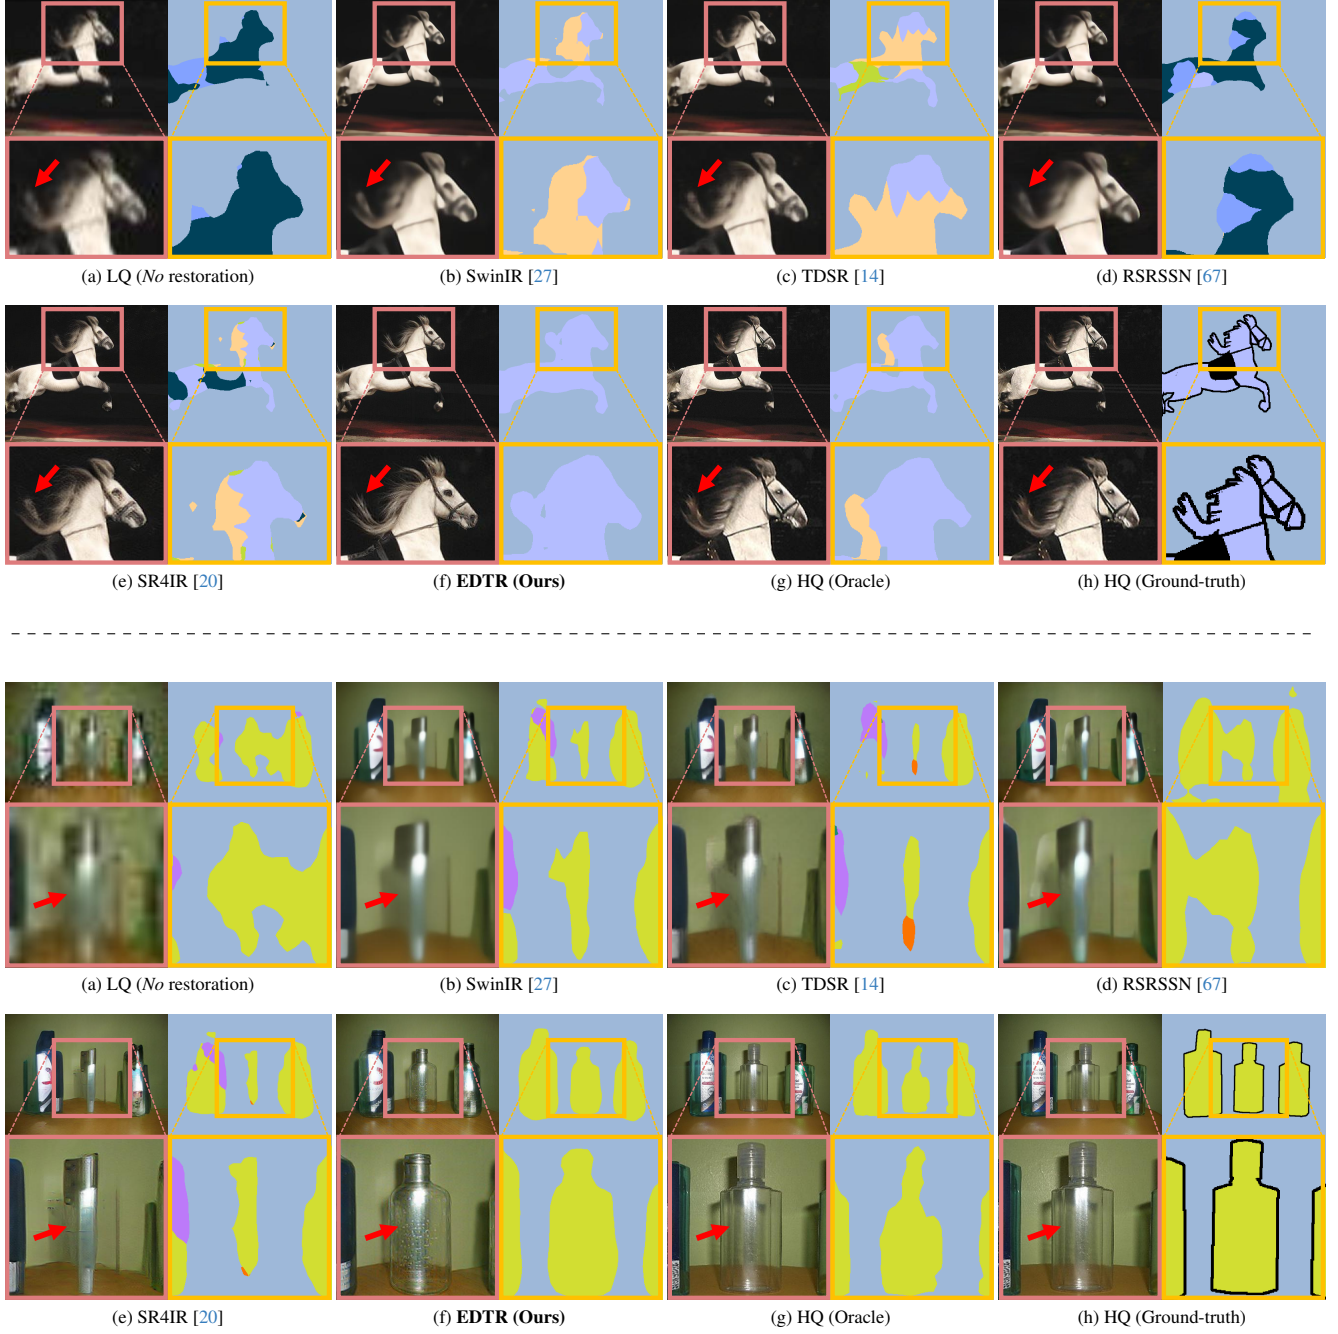 (a) LQ (No restoration)
(b) SwinIR [27]
(c) TDSR [14]
(d) RSRSSN [67]
(e) SR4IR [20]
(f) EDTR (Ours)
(g) HQ (Oracle)
(h) HQ (Ground-truth)
(a) LQ (No restoration)
(b) SwinIR [27]
(c) TDSR [14]
(d) RSRSSN [67]
(e) SR4IR [20]
(f) EDTR (Ours)
(g) HQ (Oracle)
(h) HQ (Ground-truth)